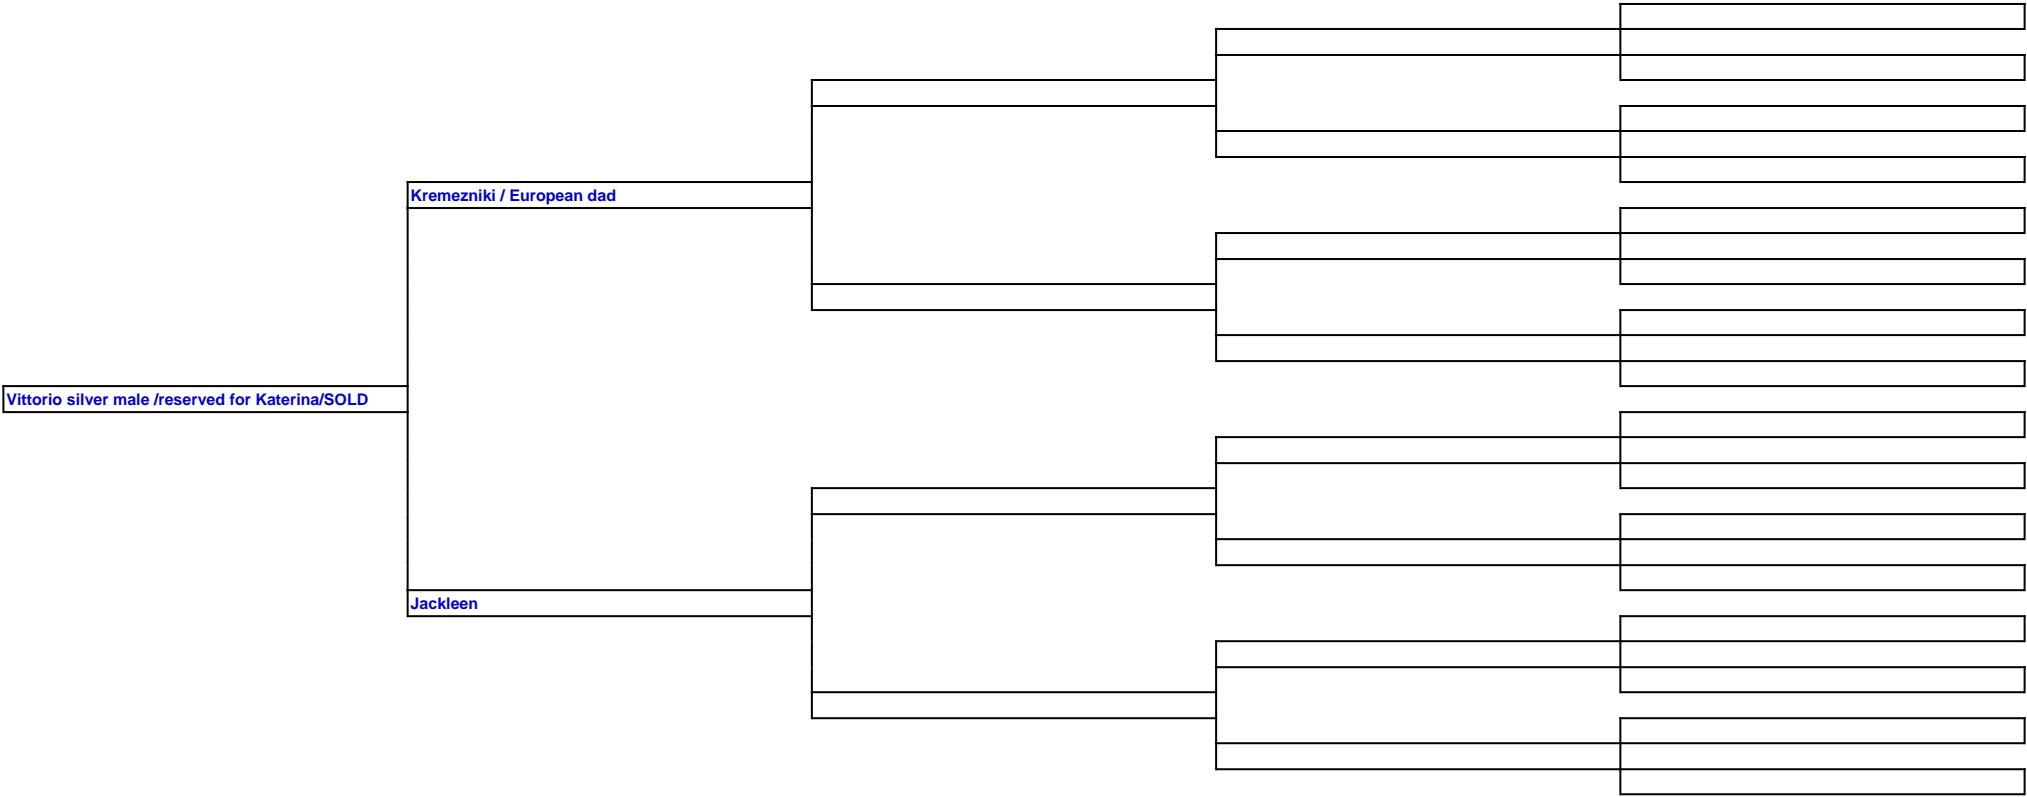 Kremezniki / European dad
Vittorio silver male /reserved for Katerina/SOLD
Jackleen